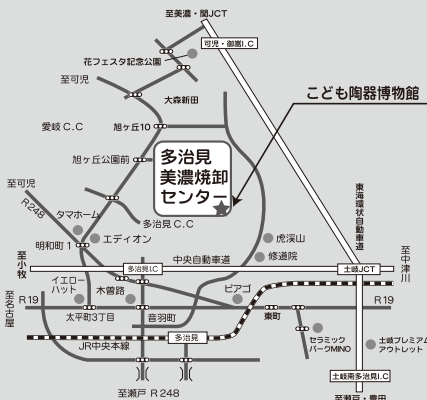 至美濃・関JCT
可児・御嵩I.C
花フェスタ記念公園
至可児
大森新田
こども陶器博物館
愛岐C.C
旭ヶ丘10
旭ヶ丘公園前
多治見
美濃焼卸
センター
至可児
R248
タマホーム
多治見C.C
東海環状自動車道
明和町1
エディオン
虎渓山
修道院
至小牧
中央自動車道
多治見I.C
土岐JCT
至中津川
イエロー
ハット
木曽路
ピアゴ
至名古屋
R19
R19
太平町3丁目
音羽町
東町
セラミック
パークMINO
土岐プレミアム
アウトレット
JR中央本線
多治見
土岐南多治見I.C
至瀬戸 R248
至瀬戸・豊田